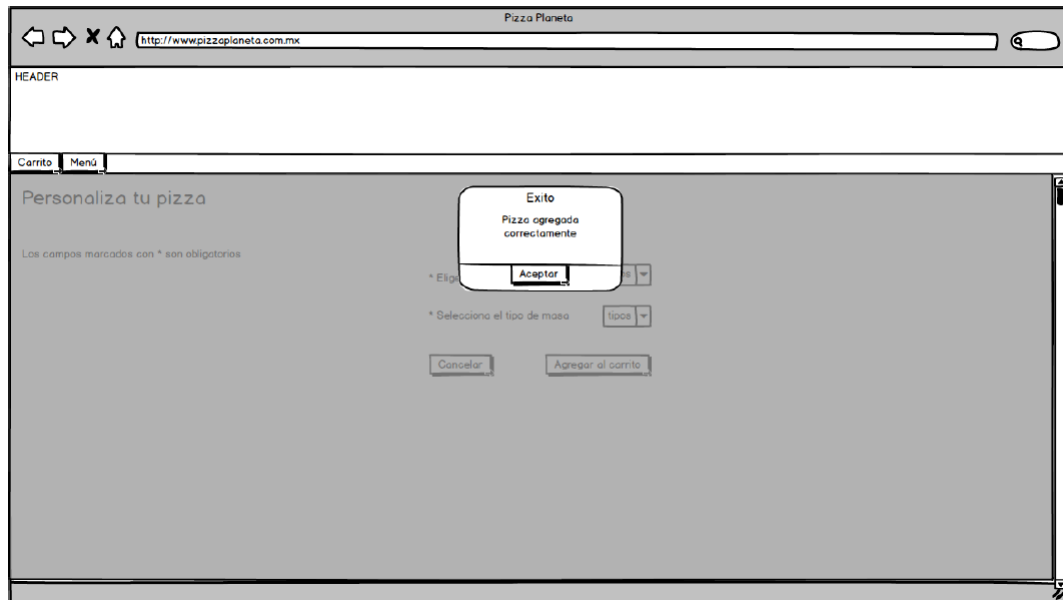 Pizza Planeta
http://www.pizzaplaneta.com.mx
HEADER
Carrito Menú
Personaliza tu pizza
Exito
Pizza agregada
correctamente
Aceptar
Los campos marcados con * son obligatorios
* Elige
* Selecciona el tipo de masa tipos
Cancelar Agregar al carrito